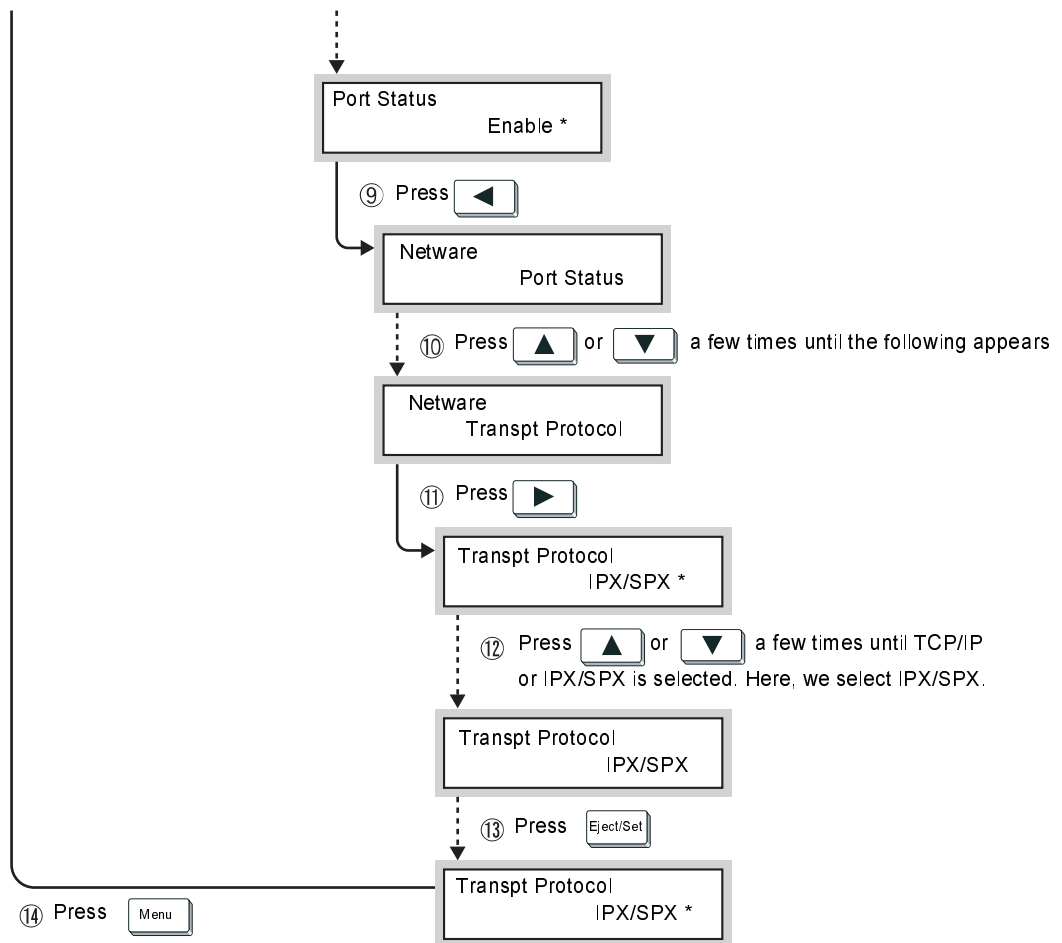 Port Status
Enable *
⑨ Press ◀
Netware
Port Status
⑩ Press ▲ or ▼ a few times until the following appears
Netware
Transpt Protocol
⑪ Press ▶
Transpt Protocol
IPX/SPX *
⑫ Press ▲ or ▼ a few times until TCP/IP
or IPX/SPX is selected. Here, we select IPX/SPX.
Transpt Protocol
IPX/SPX
⑬ Press Eject/Set
Transpt Protocol
IPX/SPX *
⑭ Press Menu